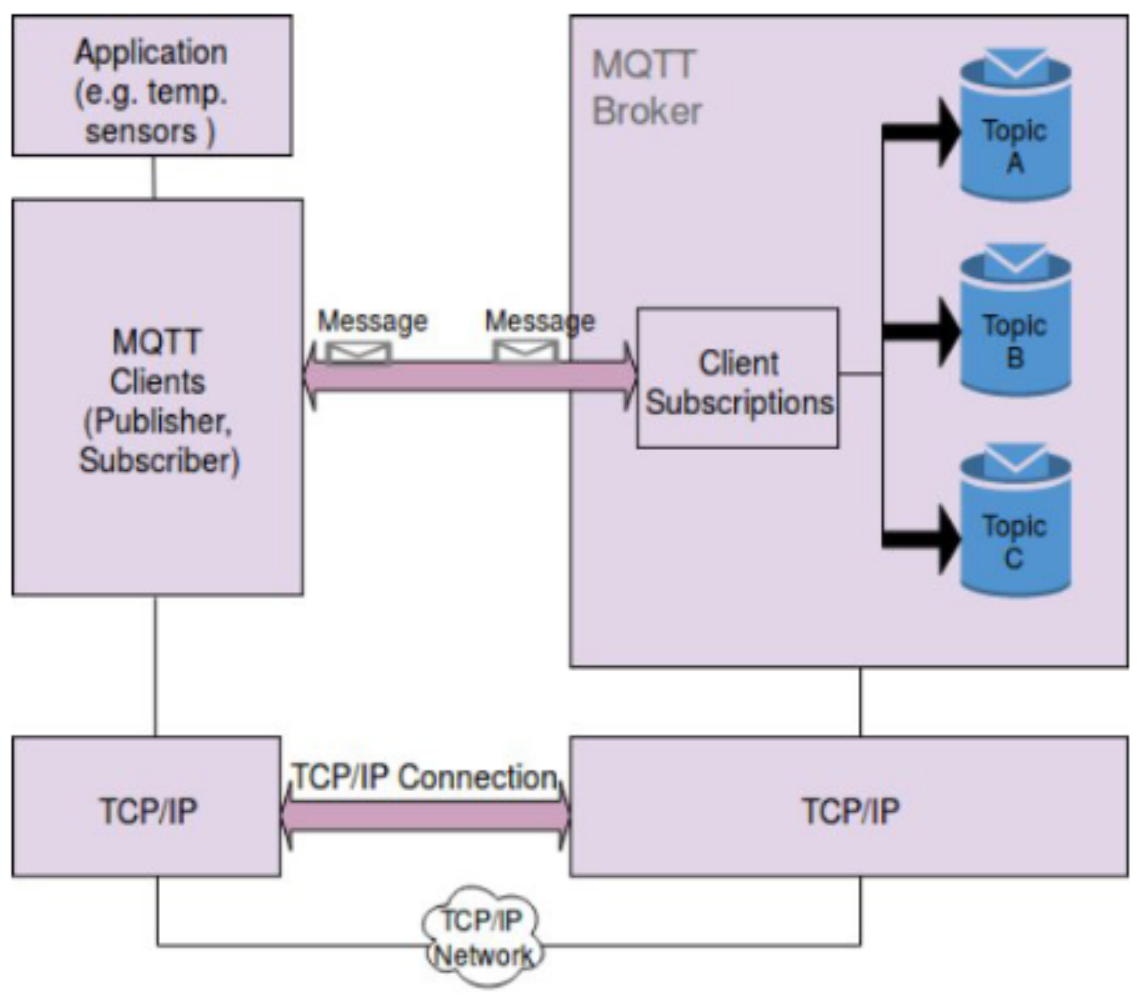 Application
(e.g. temp.
sensors )
MQTT
Broker
Topic
A
Topic
B
Topic
C
MQTT
Clients
(Publisher,
Subscriber)
Message
Message
Client
Subscriptions
TCP/IP
TCP/IP Connection
TCP/IP
TCP/IP
Network